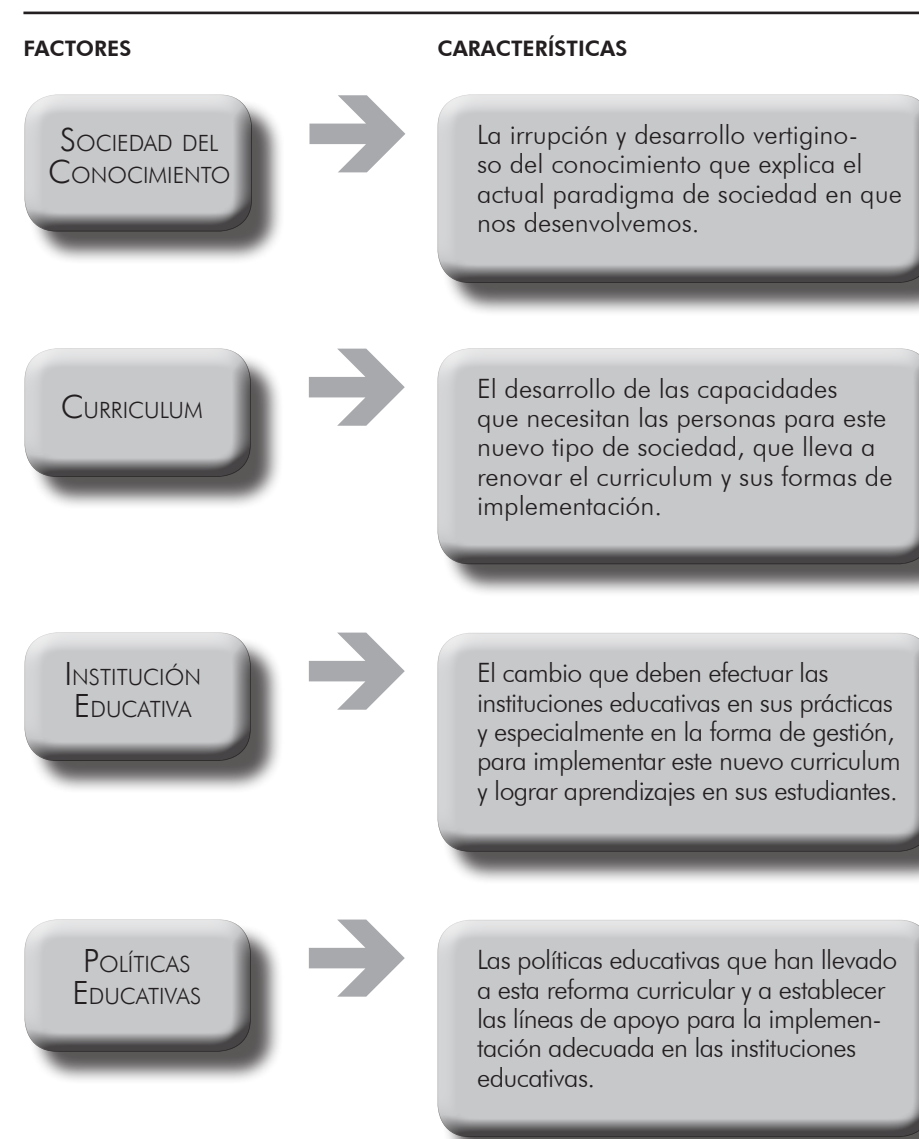 FACTORES
CARACTERÍSTICAS
SOCIEDAD DEL
CONOCIMIENTO
La irrupción y desarrollo vertigino-
so del conocimiento que explica el
actual paradigma de sociedad en que
nos desenvolvemos.
CURRICULUM
El desarrollo de las capacidades
que necesitan las personas para este
nuevo tipo de sociedad, que lleva a
renovar el curriculum y sus formas de
implementación.
INSTITUCIÓN
EDUCATIVA
El cambio que deben efectuar las
instituciones educativas en sus prácticas
y especialmente en la forma de gestión,
para implementar este nuevo curriculum
y lograr aprendizajes en sus estudiantes.
POLÍTICAS
EDUCATIVAS
Las políticas educativas que han llevado
a esta reforma curricular y a establecer
las líneas de apoyo para la implemen-
tación adecuada en las instituciones
educativas.